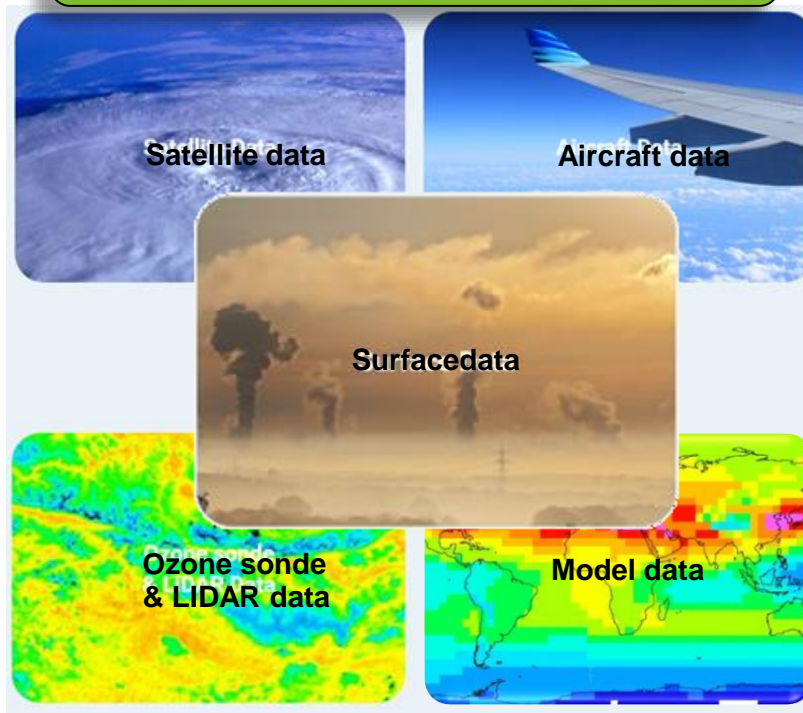 Satellite data
Aircraft data
Surfacedata
Ozone sonde
& LIDAR data
Model data